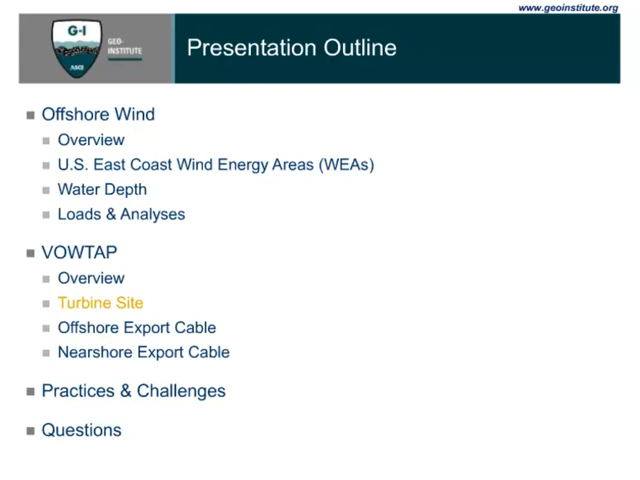 www.geoinstitute.org
G-I
GEO-
INSTITUTE
ASCE
Presentation Outline
Offshore Wind
Overview
U.S. East Coast Wind Energy Areas (WEAs)
Water Depth
Loads & Analyses
VOWTAP
Overview
Turbine Site
Offshore Export Cable
Nearshore Export Cable
Practices & Challenges
Questions